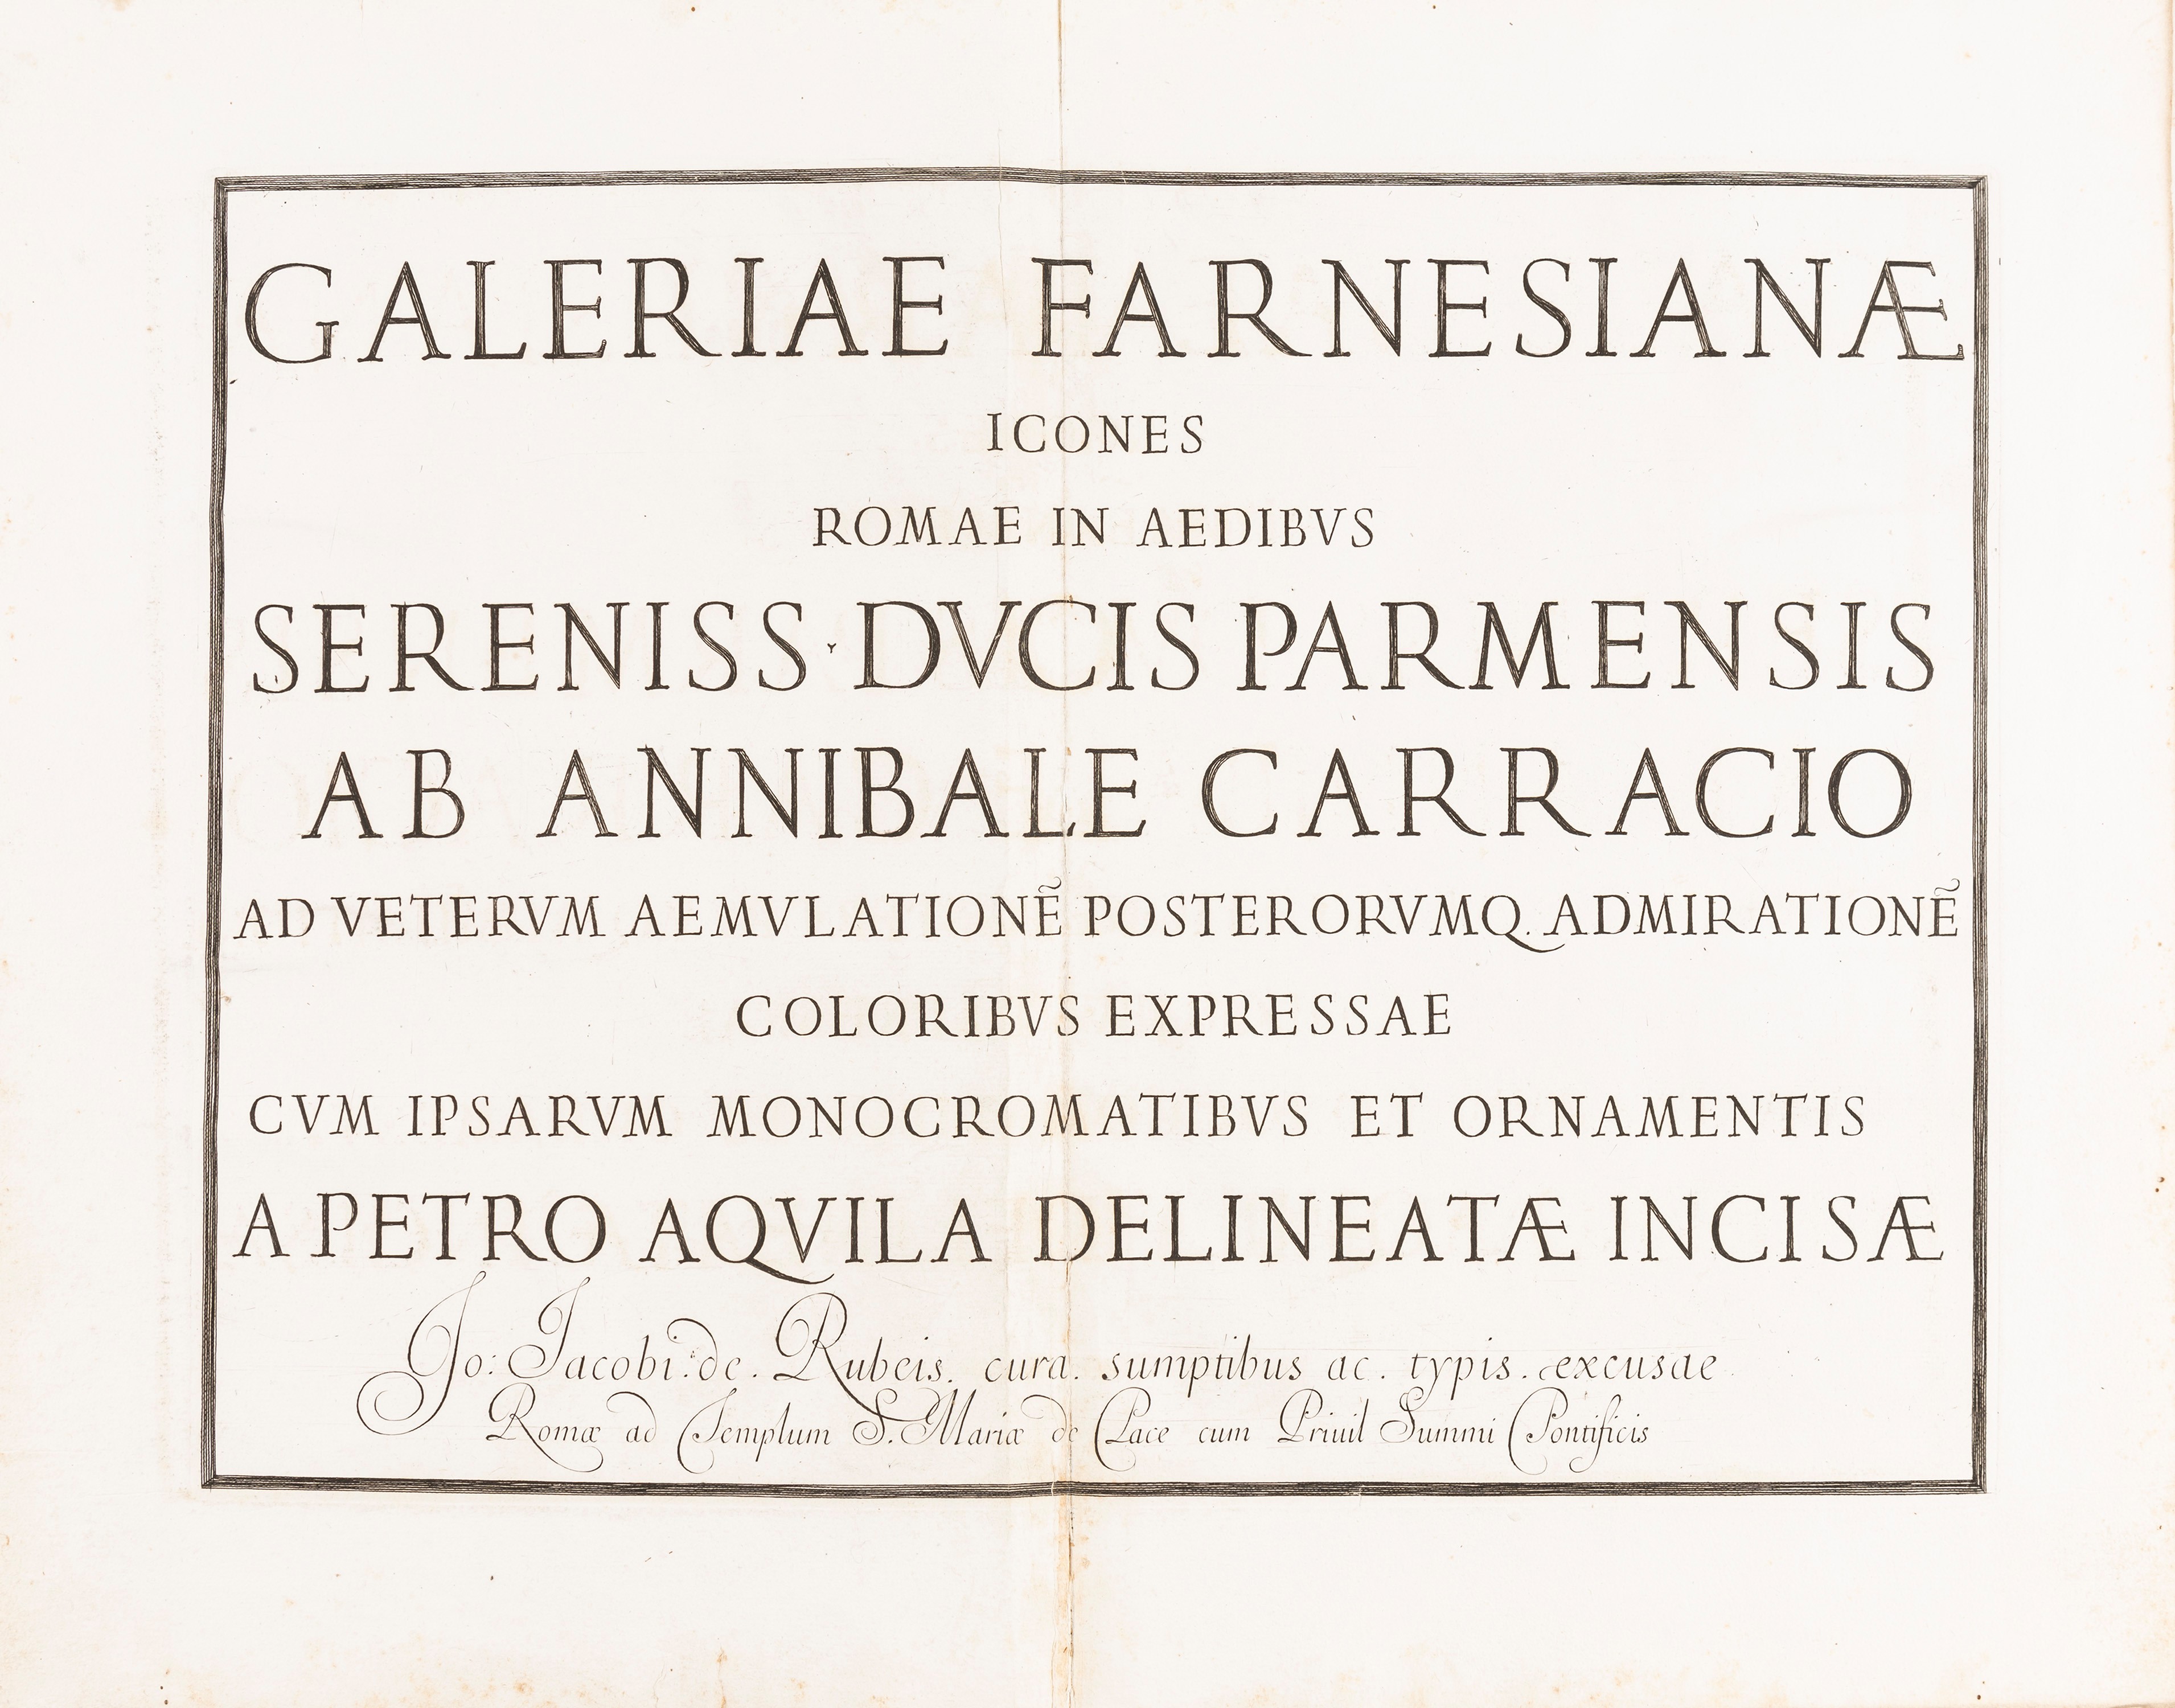 GALERIAE FARNESIANÆ
ICONES
ROMAE IN AEDIBVS
SERENISS · DVCIS PARMENSIS
AB ANNIBALE CARRACIO
AD VETERVM AEMVLATIONẼ POSTERORVMQ. ADMIRATIONẼ
COLORIBVS EXPRESSAE
CVM IPSARVM MONOCROMATIBVS ET ORNAMENTIS
A PETRO AQVILA DELINEATÆ INCISÆ
Jo: Jacobi. de. Rubeis. cura. sumptibus ac. typis. excusae
Romæ ad Templum S. Mariæ de Pace cum Priuil Summi Pontificis